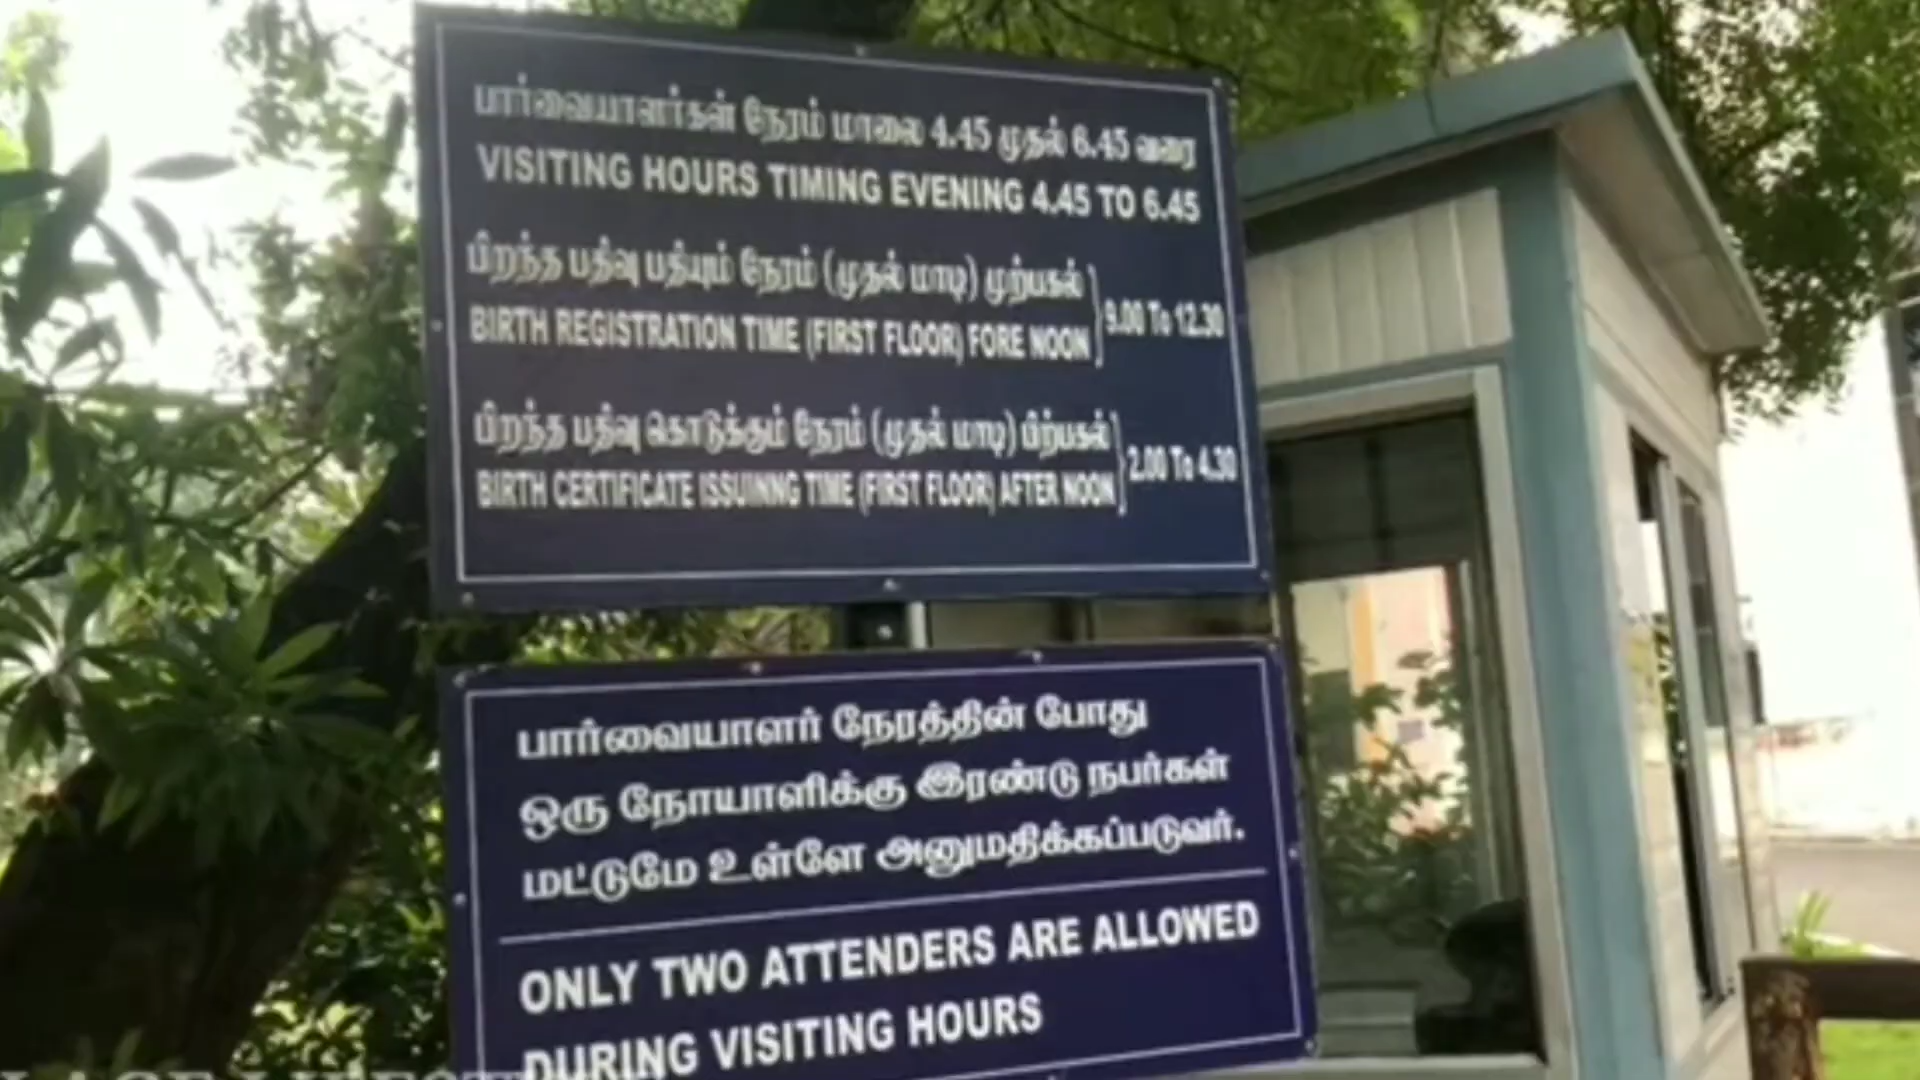 பார்வையாளர்கள் நேரம் மாலை 4.45 முதல் 6.45 வரை
VISITING HOURS TIMING EVENING 4.45 TO 6.45
பிறந்த பதிவு பதியும் நேரம் (முதல் மாடி) முற்பகல்
BIRTH REGISTRATION TIME (FIRST FLOOR) FORE NOON
9.00 To 12.30
பிறந்த பதிவு கொடுக்கும் நேரம் (முதல் மாடி) பிற்பகல்
BIRTH CERTIFICATE ISSUINNG TIME (FIRST FLOOR) AFTER NOON
2.00 To 4.30
பார்வையாளர் நேரத்தின் போது
ஒரு நோயாளிக்கு இரண்டு நபர்கள்
மட்டுமே உள்ளே அனுமதிக்கப்படுவர்.
ONLY TWO ATTENDERS ARE ALLOWED
DURING VISITING HOURS